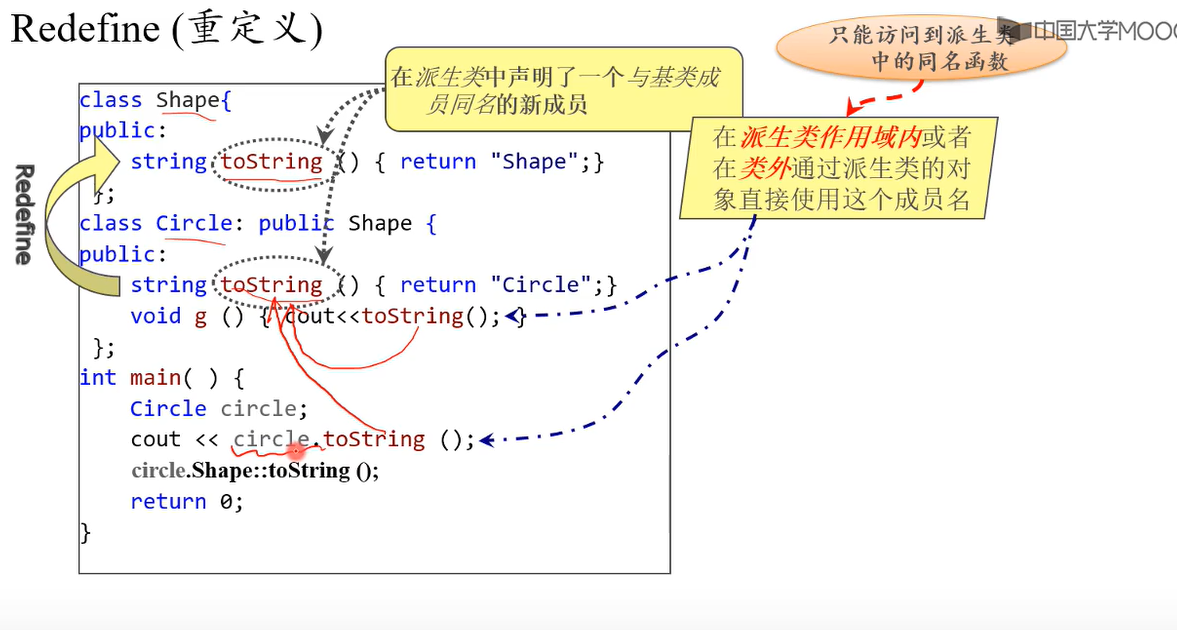 Redefine (重定义)
中国大学MOO
只能访问到派生类
中的同名函数
在派生类中声明了一个与基类成
员同名的新成员
在派生类作用域内或者
在类外通过派生类的对
象直接使用这个成员名
Redefine
class Shape{
public:
string toString () { return "Shape";}
};
class Circle: public Shape {
public:
string toString () { return "Circle";}
void g () { cout<<toString(); }
};
int main( ) {
Circle circle;
cout << circle.toString ();
circle.Shape::toString ();
return 0;
}